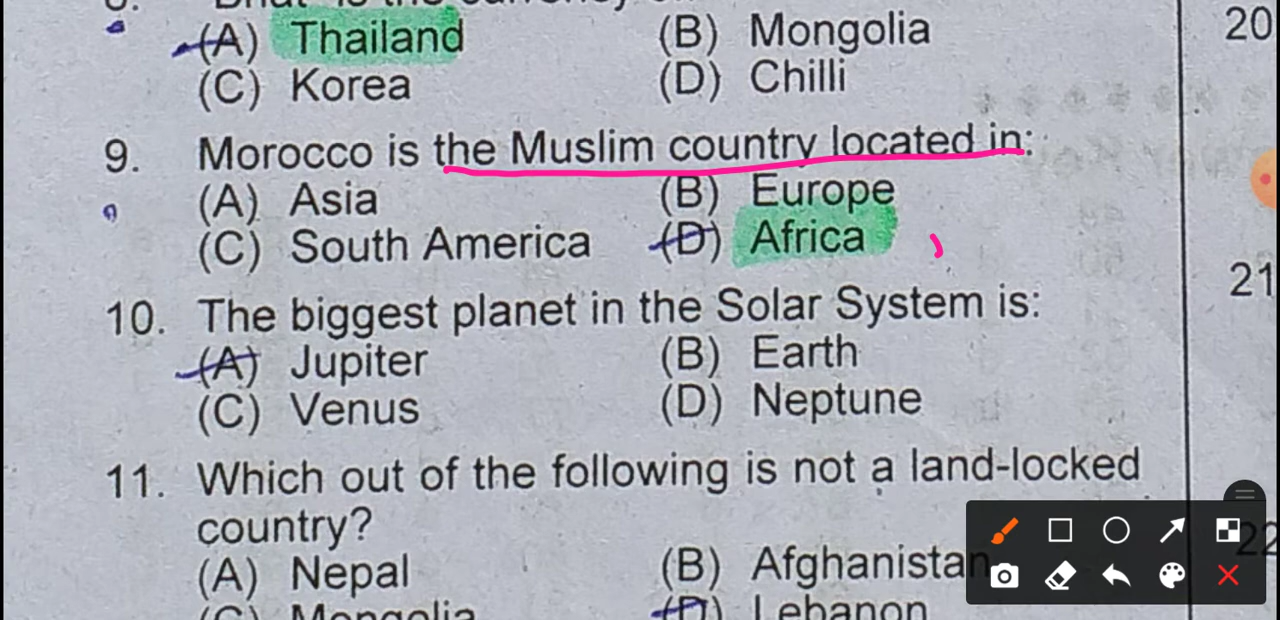 (A) Thailand (B) Mongolia 20
(C) Korea (D) Chilli
9. Morocco is the Muslim country located in:
(A) Asia (B) Europe
(C) South America (D) Africa
21
10. The biggest planet in the Solar System is:
(A) Jupiter (B) Earth
(C) Venus (D) Neptune
11. Which out of the following is not a land-locked
country?
22
(A) Nepal (B) Afghanistan
(C) Mongolia (D) Lebanon